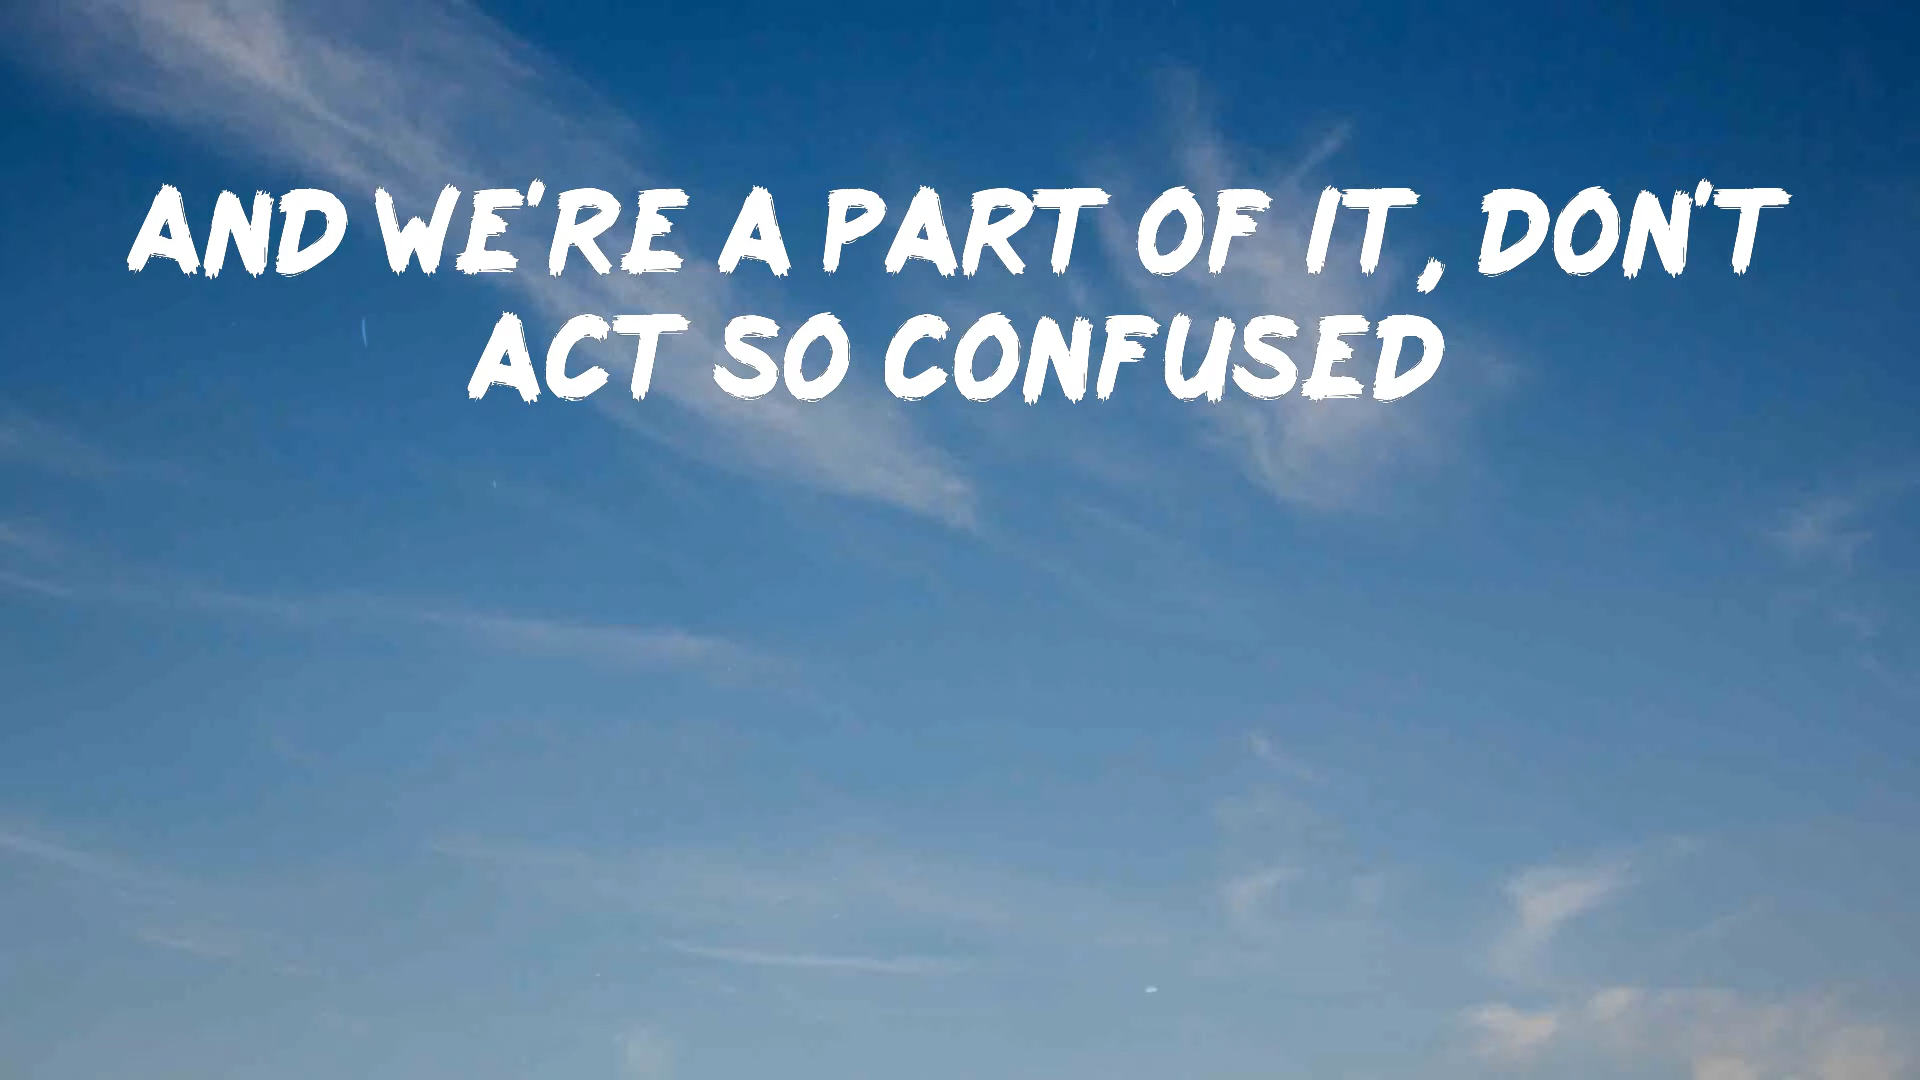 AND WE'RE A PART OF IT, DON'T
ACT SO CONFUSED